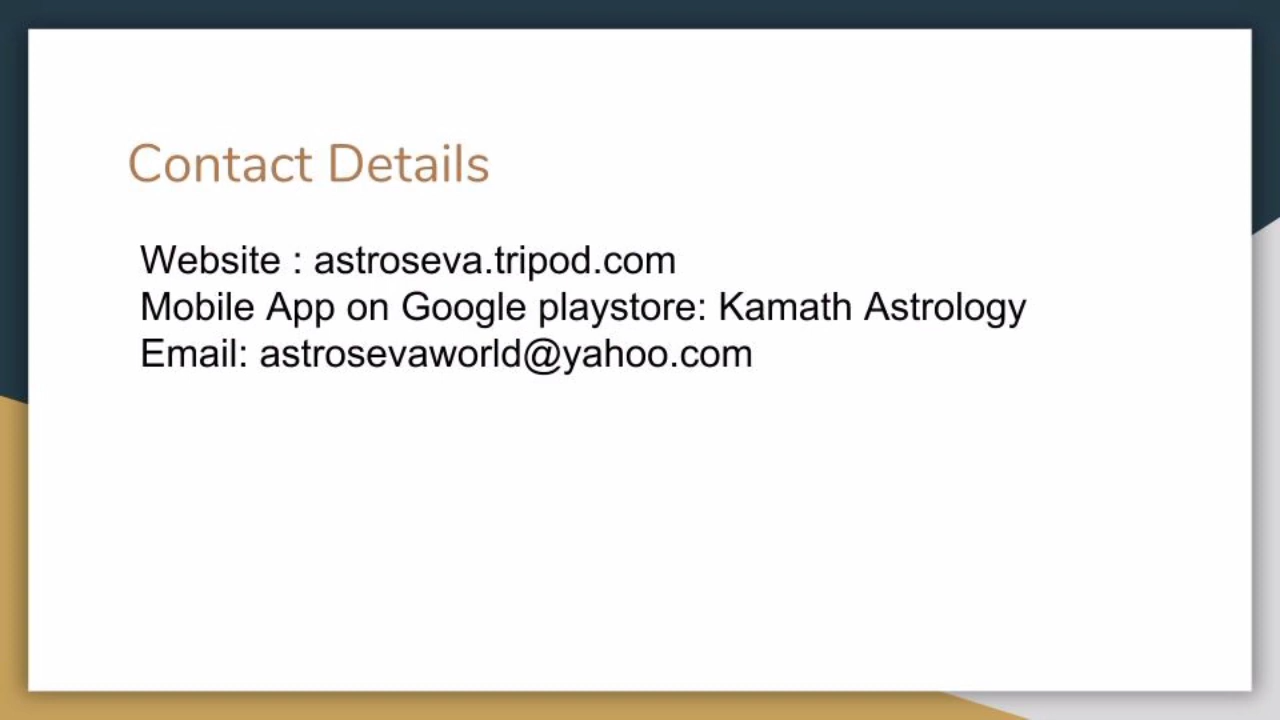 Contact Details
Website : astroseva.tripod.com
Mobile App on Google playstore: Kamath Astrology
Email: astrosevaworld@yahoo.com